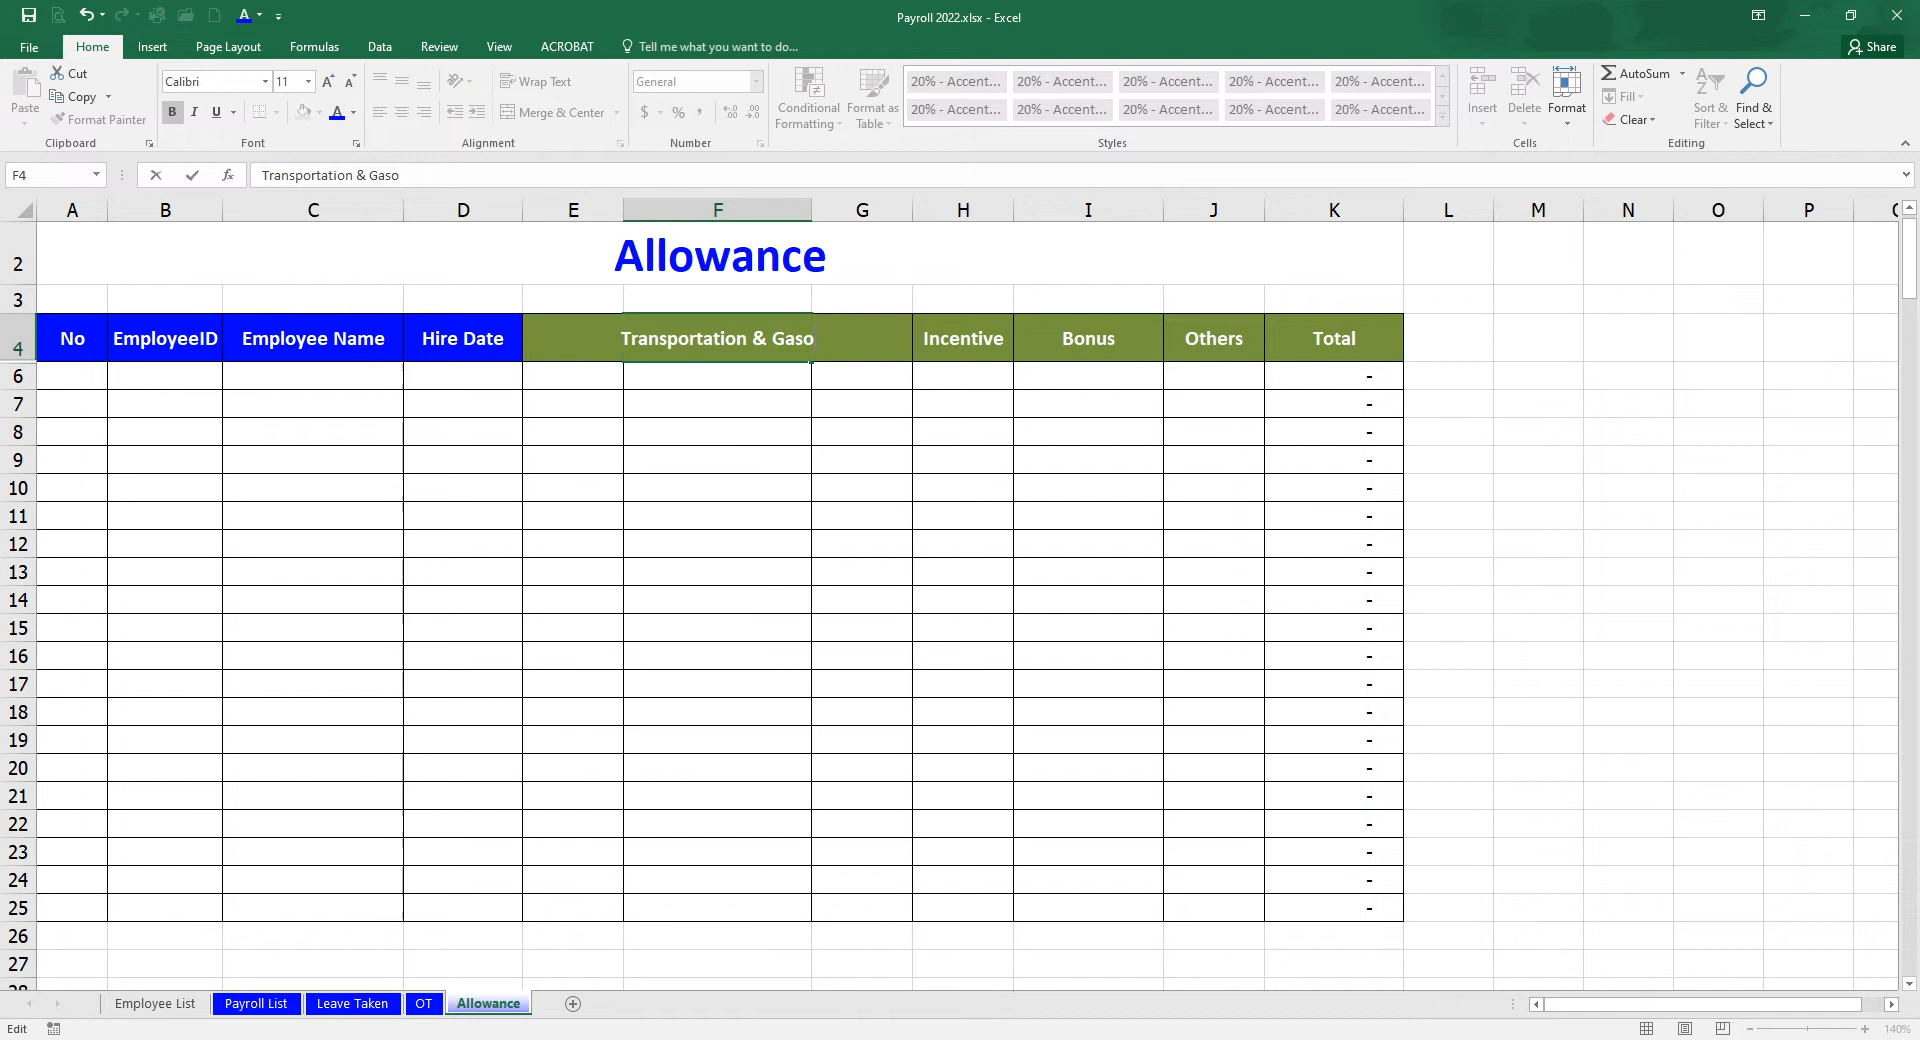 Payroll 2022.xlsx - Excel
File Home Insert Page Layout Formulas Data Review View ACROBAT Tell me what you want to do... Share
Paste Cut Copy Format Painter Clipboard
Calibri 11 B I U A Font
Wrap Text Merge & Center Alignment
General $ % , Number
Conditional Formatting Format as Table
20% - Accent... 20% - Accent... 20% - Accent... 20% - Accent... 20% - Accent...
20% - Accent... 20% - Accent... 20% - Accent... 20% - Accent... 20% - Accent...
Styles
Insert Delete Format Cells
AutoSum Fill Clear Sort & Filter Find & Select Editing
F4 fx Transportation & Gaso
A B C D E F G H I J K L M N O P
2 Allowance
3
4 No EmployeeID Employee Name Hire Date Transportation & Gaso Incentive Bonus Others Total
6 -
7 -
8 -
9 -
10 -
11 -
12 -
13 -
14 -
15 -
16 -
17 -
18 -
19 -
20 -
21 -
22 -
23 -
24 -
25 -
26
27
Employee List Payroll List Leave Taken OT Allowance
Edit 140%